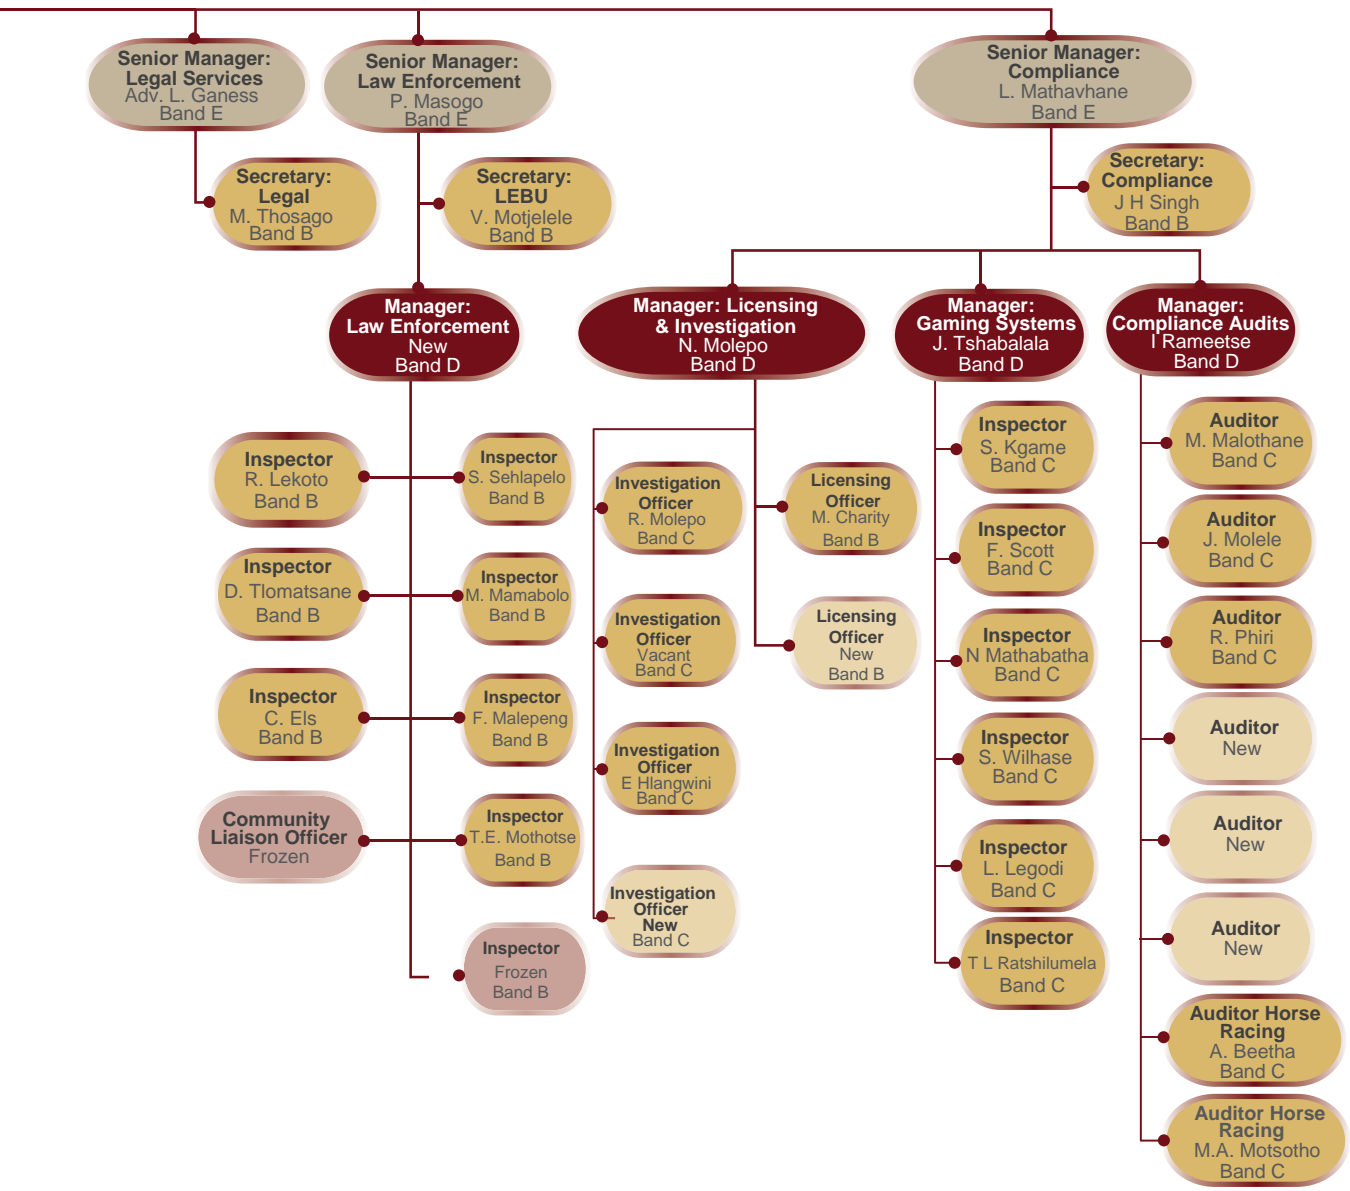 Senior Manager:
Legal Services
Adv. L. Ganess
Band E
Senior Manager:
Law Enforcement
P. Masogo
Band E
Senior Manager:
Compliance
L. Mathavhane
Band E
Secretary:
Legal
M. Thosago
Band B
Secretary:
LEBU
V. Motjelele
Band B
Secretary:
Compliance
J H Singh
Band B
Manager:
Law Enforcement
New
Band D
Manager: Licensing
& Investigation
N. Molepo
Band D
Manager:
Gaming Systems
J. Tshabalala
Band D
Manager:
Compliance Audits
I Rameetse
Band D
Inspector
R. Lekoto
Band B
Inspector
S. Sehlapelo
Band B
Inspector
D. Tlomatsane
Band B
Inspector
M. Mamabolo
Band B
Inspector
C. Els
Band B
Inspector
F. Malepeng
Band B
Community
Liaison Officer
Frozen
Inspector
T.E. Mothotse
Band B
Inspector
Frozen
Band B
Investigation
Officer
R. Molepo
Band C
Investigation
Officer
Vacant
Band C
Investigation
Officer
E Hlangwini
Band C
Investigation
Officer
New
Band C
Licensing
Officer
M. Charity
Band B
Licensing
Officer
New
Band B
Inspector
S. Kgame
Band C
Inspector
F. Scott
Band C
Inspector
N Mathabatha
Band C
Inspector
S. Wilhase
Band C
Inspector
L. Legodi
Band C
Inspector
T L Ratshilumela
Band C
Auditor
M. Malothane
Band C
Auditor
J. Molele
Band C
Auditor
R. Phiri
Band C
Auditor
New
Auditor
New
Auditor
New
Auditor Horse
Racing
A. Beetha
Band C
Auditor Horse
Racing
M.A. Motsotho
Band C